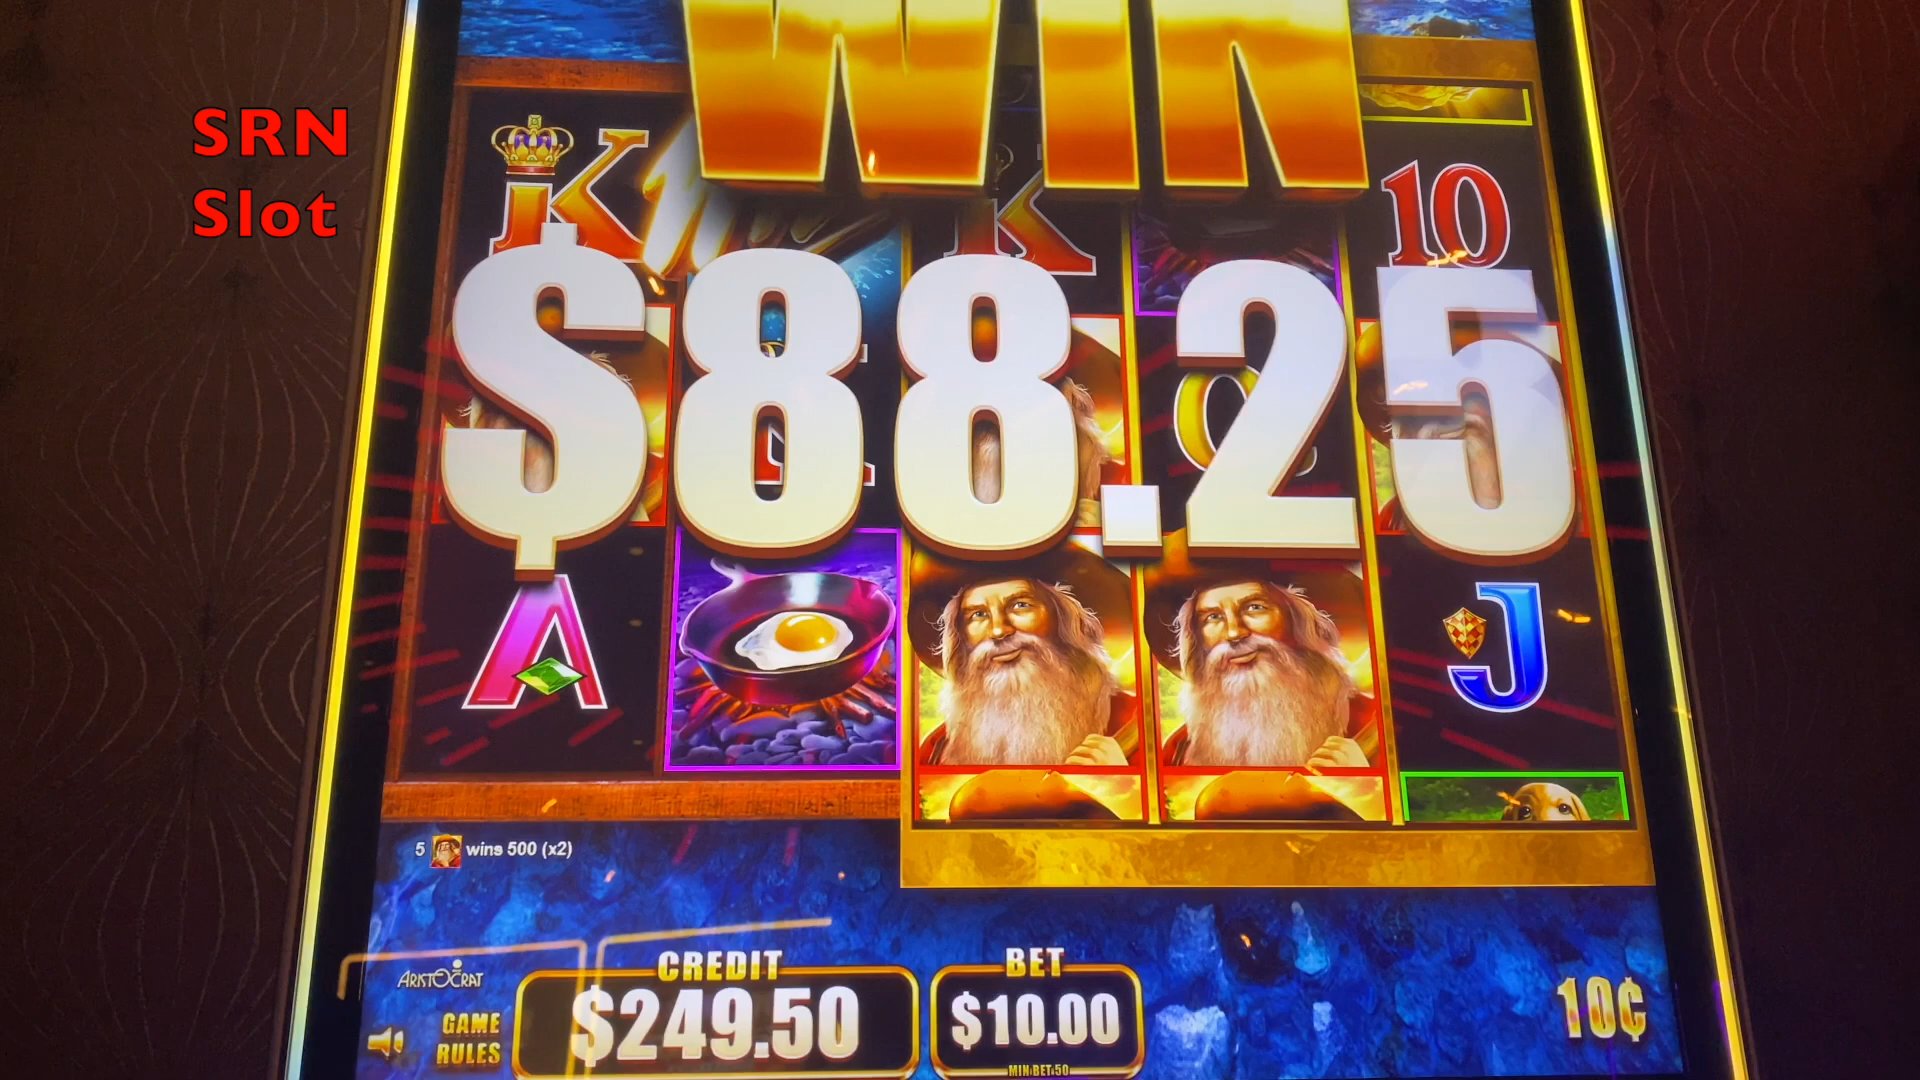 WIN
SRN
Slot
K
K
10
$88.25
A
J
5 wins 500 (x2)
ARISTOCRAT
GAME
RULES
CREDIT
$249.50
BET
$10.00
MIN BET 50
10¢